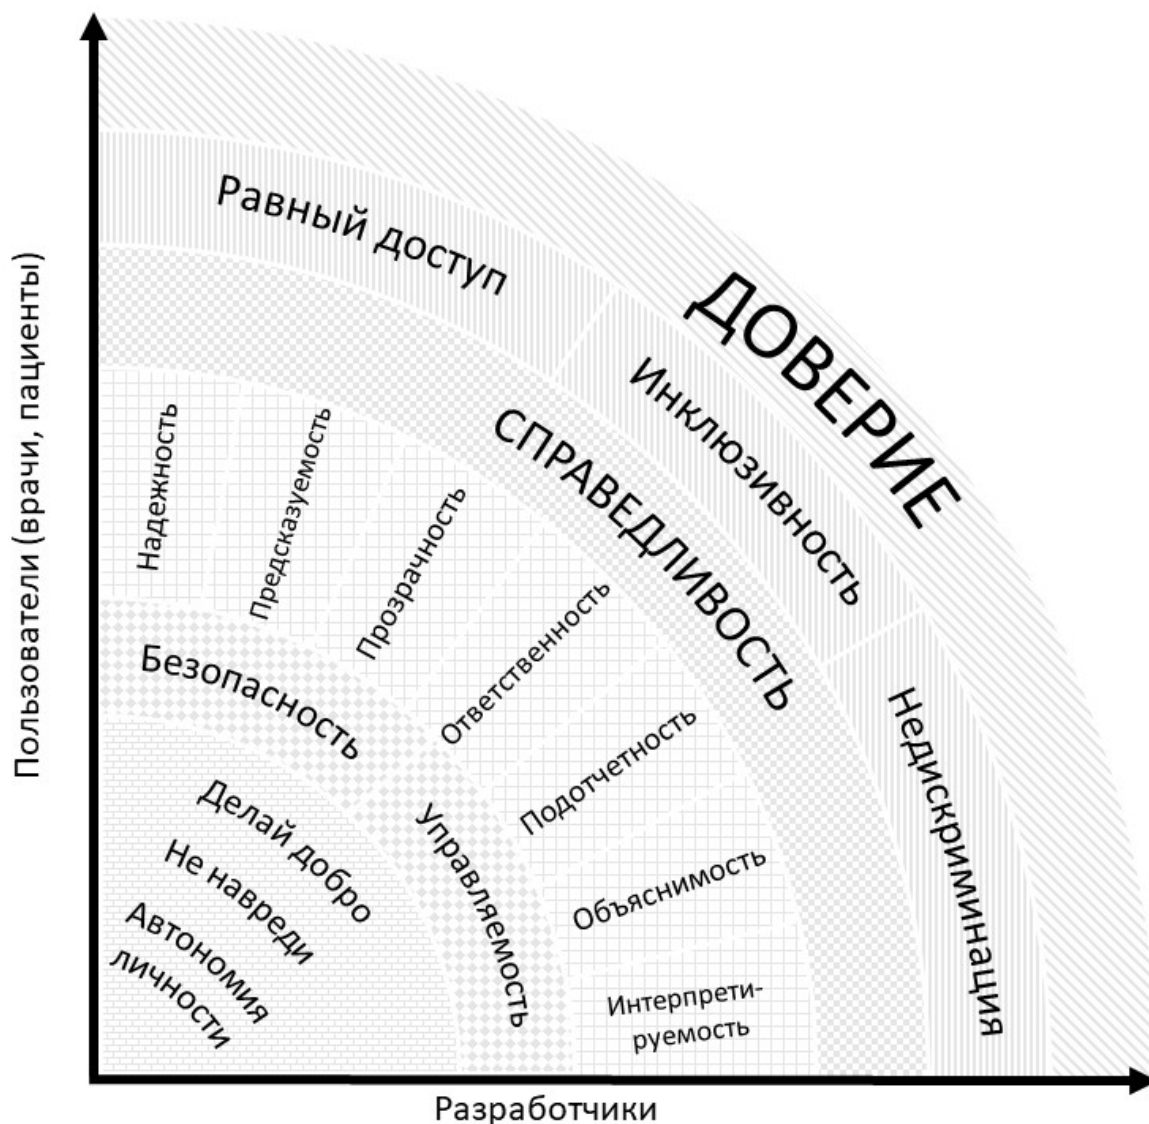 Пользователи (врачи, пациенты)
ДОВЕРИЕ
Равный доступ
Инклюзивность
Недискриминация
СПРАВЕДЛИВОСТЬ
Надежность
Предсказуемость
Прозрачность
Ответственность
Подотчетность
Объяснимость
Интерпрети-
руемость
Безопасность
Управляемость
Делай добро
Не навреди
Автономия
личности
Разработчики